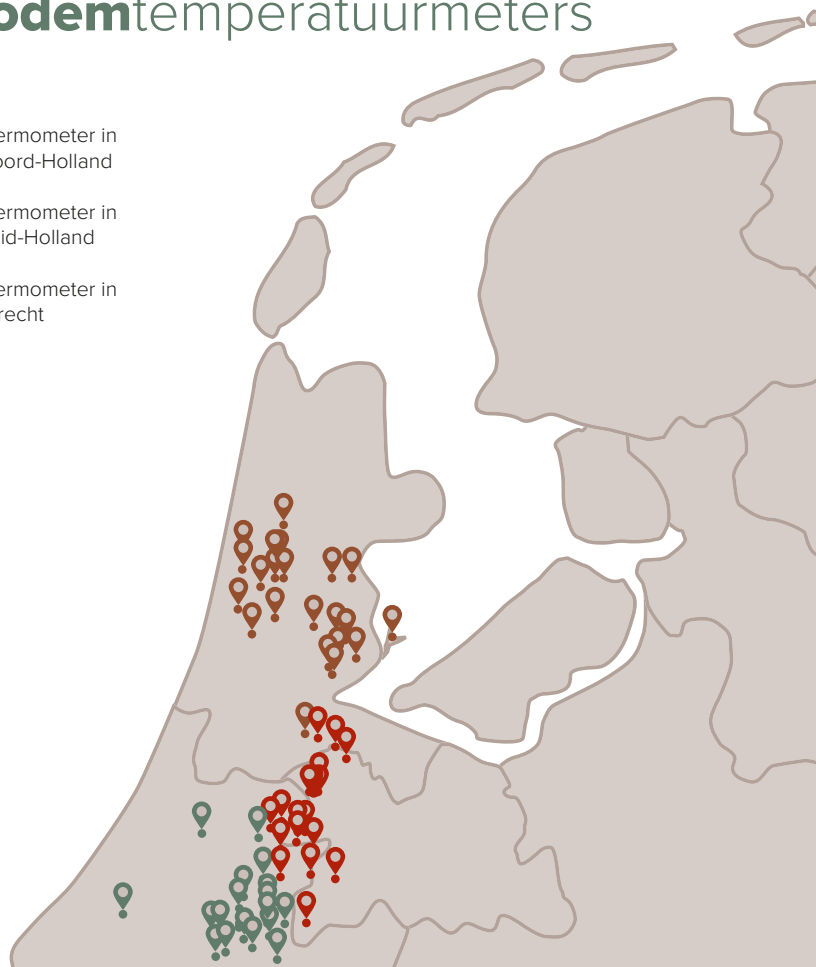 odemtemperatuurmeters
ermometer in
oord-Holland
ermometer in
id-Holland
ermometer in
recht